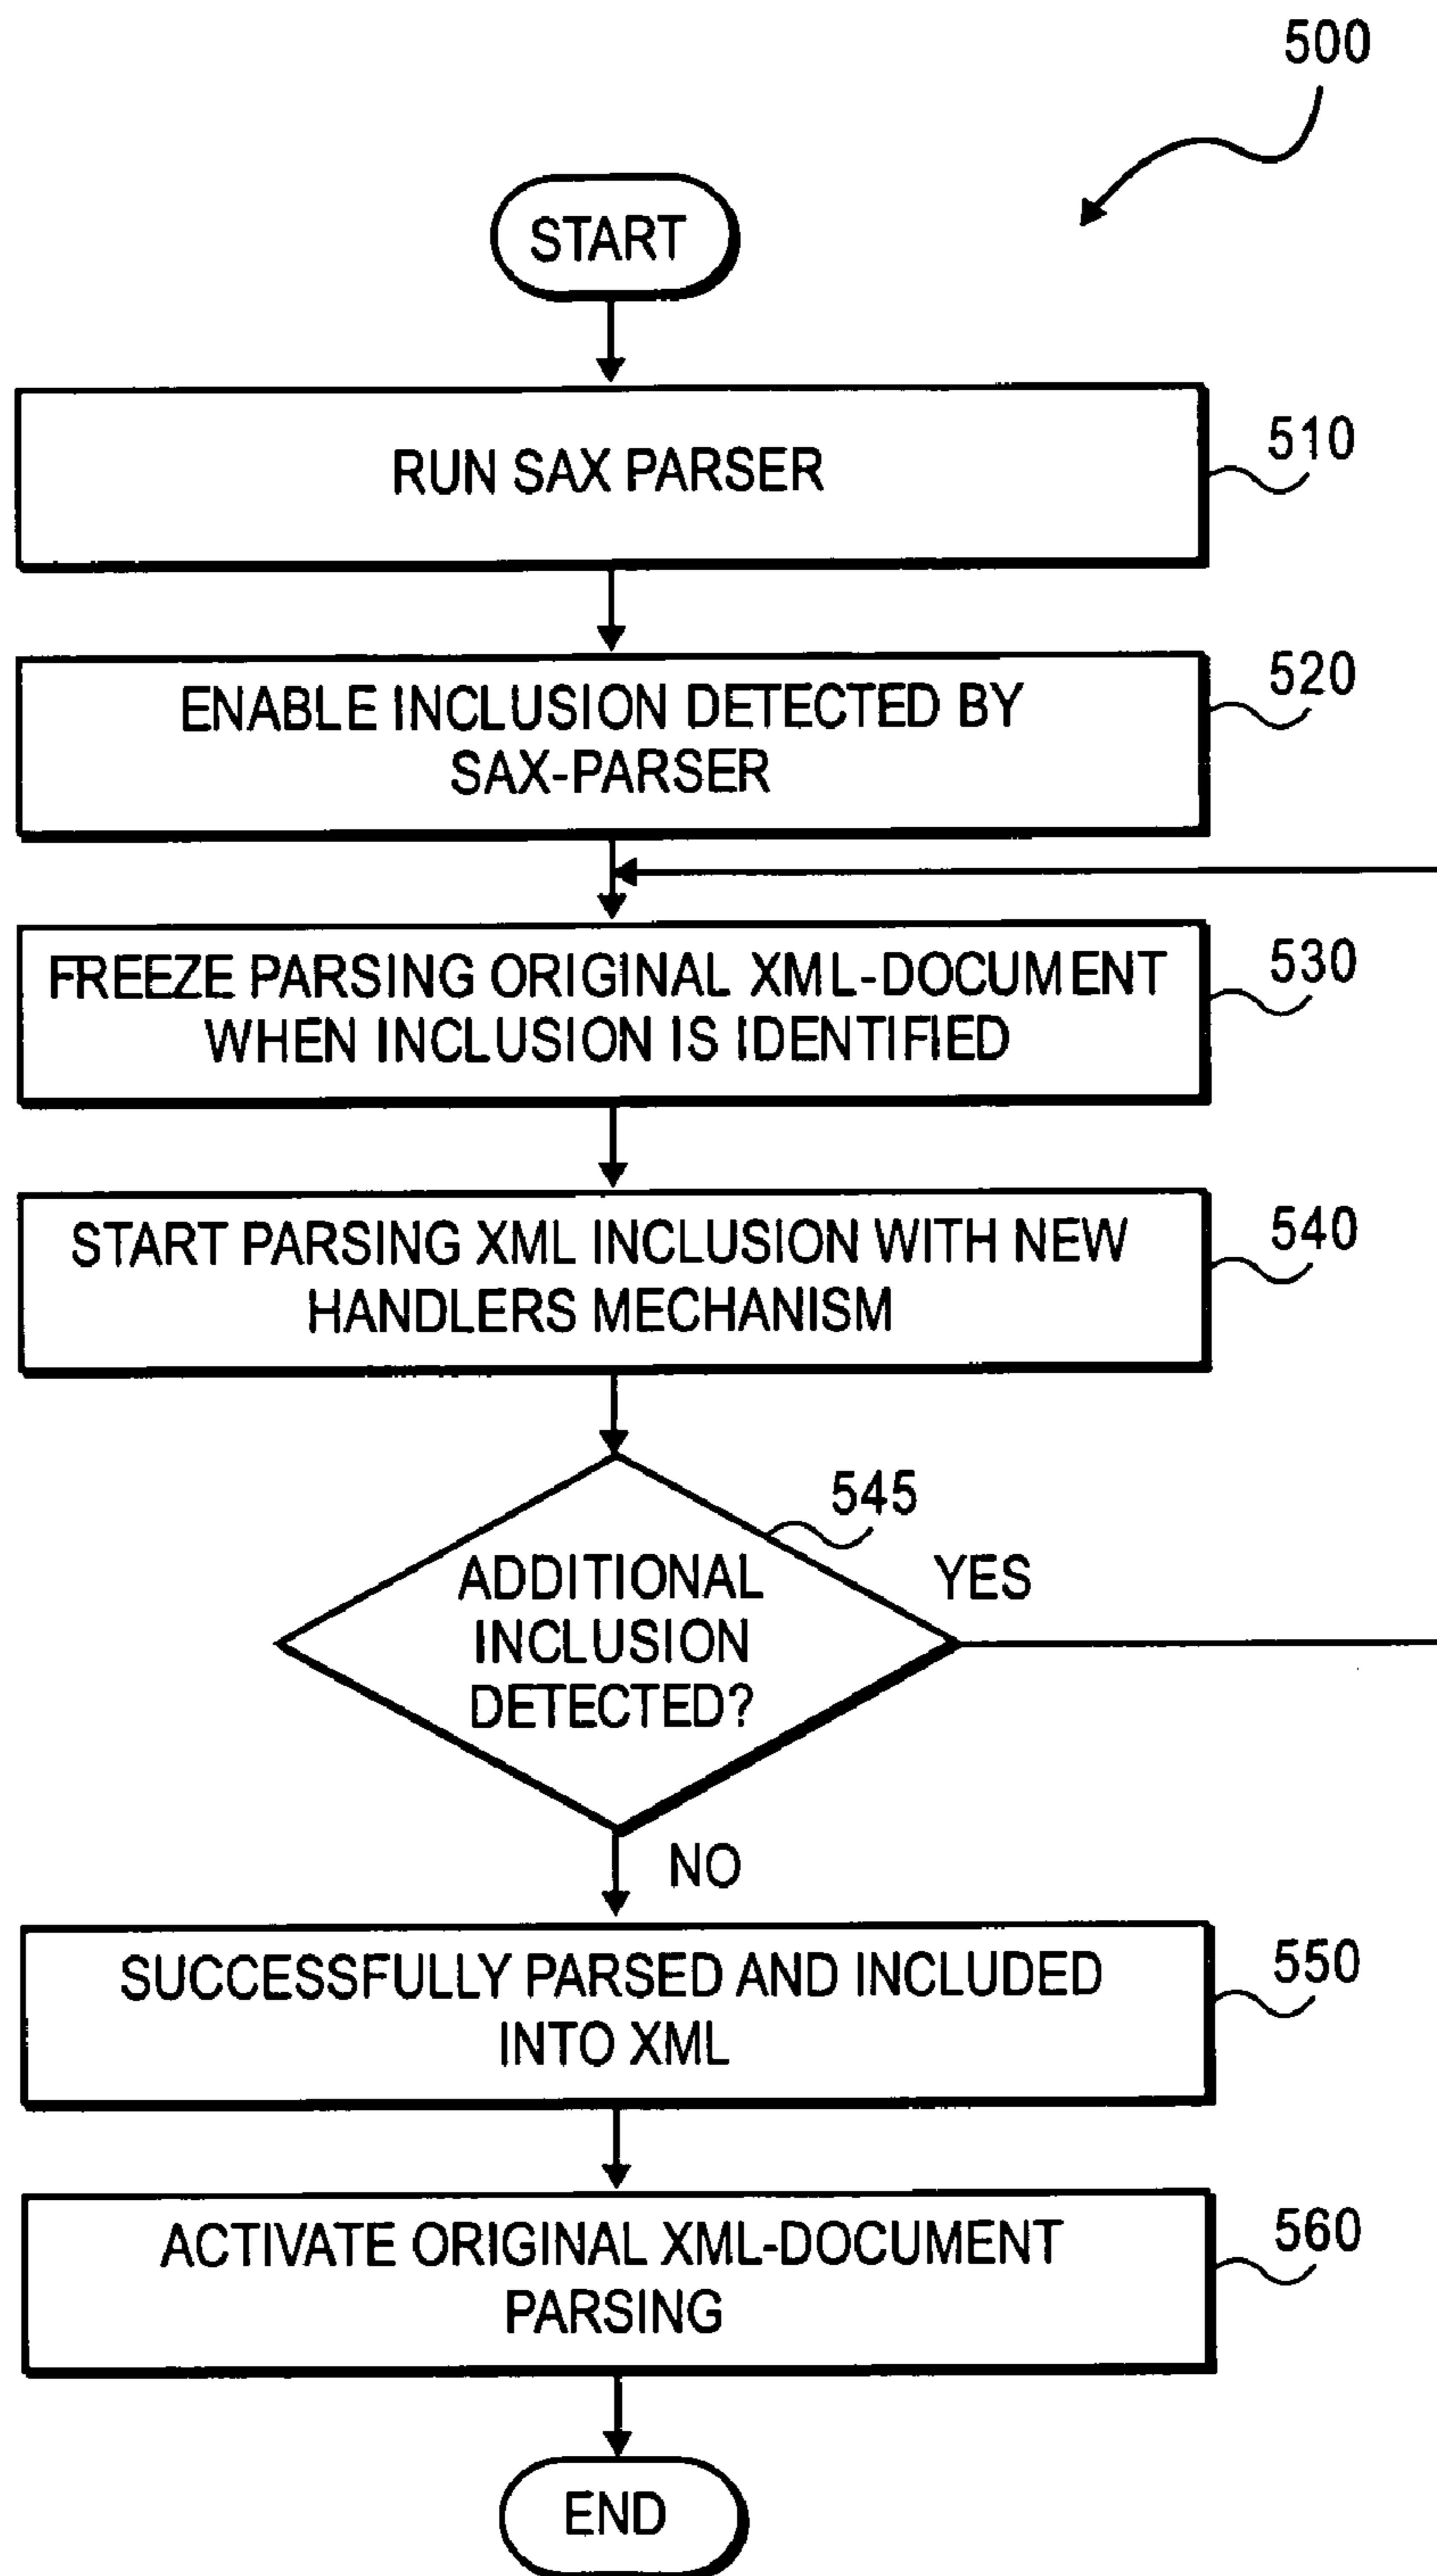 500
START
RUN SAX PARSER
510
ENABLE INCLUSION DETECTED BY
SAX-PARSER
520
FREEZE PARSING ORIGINAL XML-DOCUMENT
WHEN INCLUSION IS IDENTIFIED
530
START PARSING XML INCLUSION WITH NEW
HANDLERS MECHANISM
540
545
ADDITIONAL
INCLUSION
DETECTED?
YES
NO
SUCCESSFULLY PARSED AND INCLUDED
INTO XML
550
ACTIVATE ORIGINAL XML-DOCUMENT
PARSING
560
END